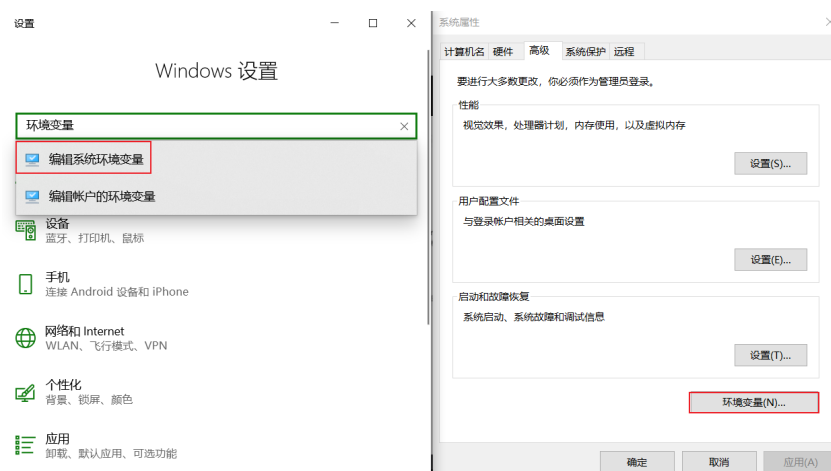 设置
Windows 设置
环境变量
编辑系统环境变量
编辑帐户的环境变量
设备
蓝牙、打印机、鼠标
手机
连接 Android 设备和 iPhone
网络和 Internet
WLAN、飞行模式、VPN
个性化
背景、锁屏、颜色
应用
卸载、默认应用、可选功能
系统属性
计算机名 硬件 高级 系统保护 远程
要进行大多数更改，你必须作为管理员登录。
性能
视觉效果，处理器计划，内存使用，以及虚拟内存
设置(S)...
用户配置文件
与登录帐户相关的桌面设置
设置(E)...
启动和故障恢复
系统启动、系统故障和调试信息
设置(T)...
环境变量(N)...
确定 取消 应用(A)